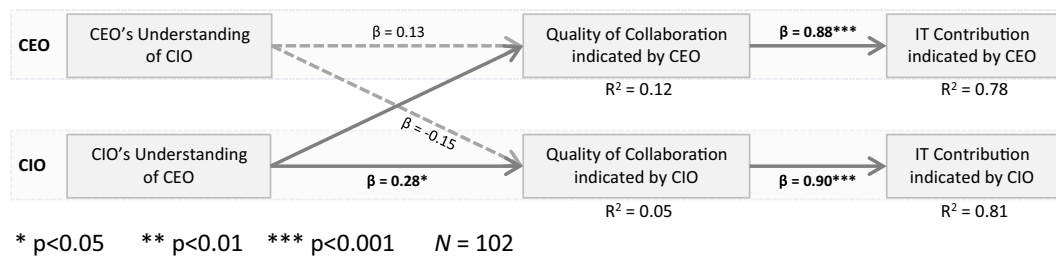 CEO
CEO's Understanding
of CIO
β = 0.13
Quality of Collaboration
indicated by CEO
β = 0.88***
IT Contribution
indicated by CEO
R² = 0.12
R² = 0.78
β = -0.15
CIO
CIO's Understanding
of CEO
β = 0.28*
Quality of Collaboration
indicated by CIO
β = 0.90***
IT Contribution
indicated by CIO
R² = 0.05
R² = 0.81
* p<0.05 ** p<0.01 *** p<0.001 N = 102